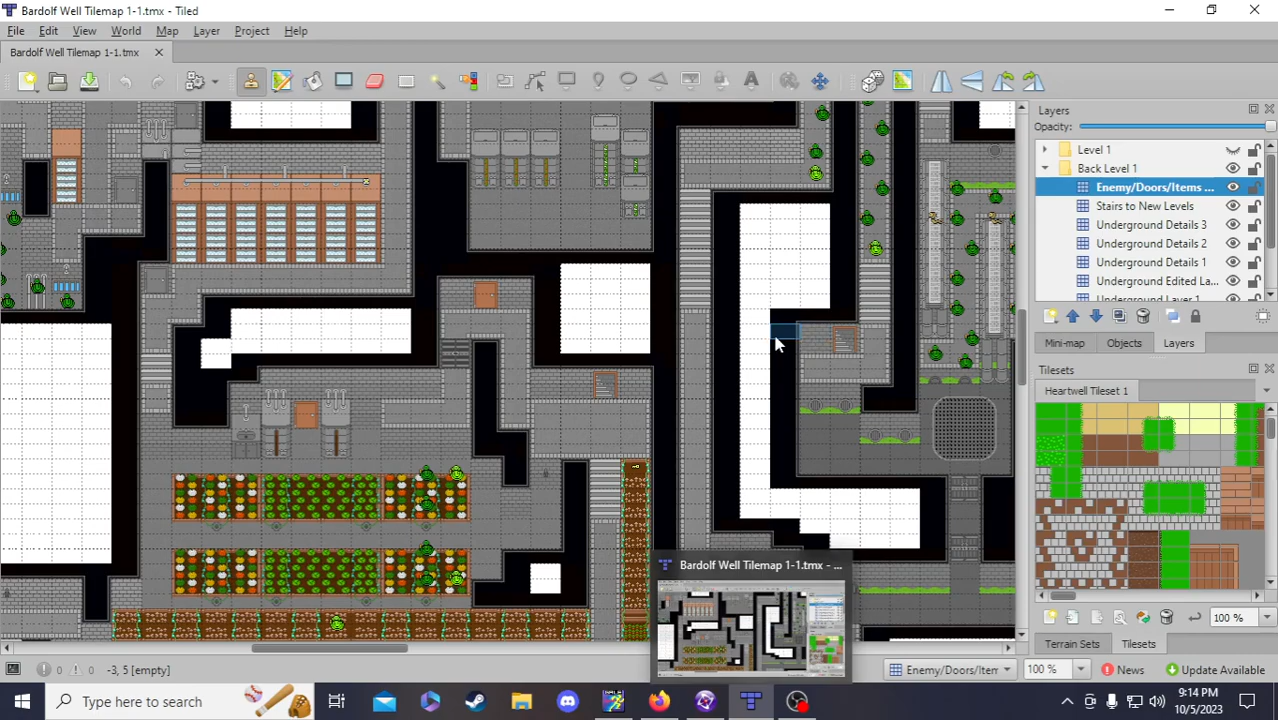 Bardolf Well Tilemap 1-1.tmx - Tiled
File Edit View World Map Layer Project Help
Bardolf Well Tilemap 1-1.tmx
Layers
Opacity:
Level 1
Back Level 1
Enemy/Doors/Items ...
Stairs to New Levels
Underground Details 3
Underground Details 2
Underground Details 1
Underground Edited La...
Underground Layer 1
Mini-map Objects Layers
Tilesets
Heartwell Tileset 1
100 %
Terrain Sets Tilesets
Bardolf Well Tilemap 1-1.tmx - ...
0 0 -3, 5 [empty]
Enemy/Doors/Item
100 %
News
Update Available
Type here to search
9:14 PM
10/5/2023